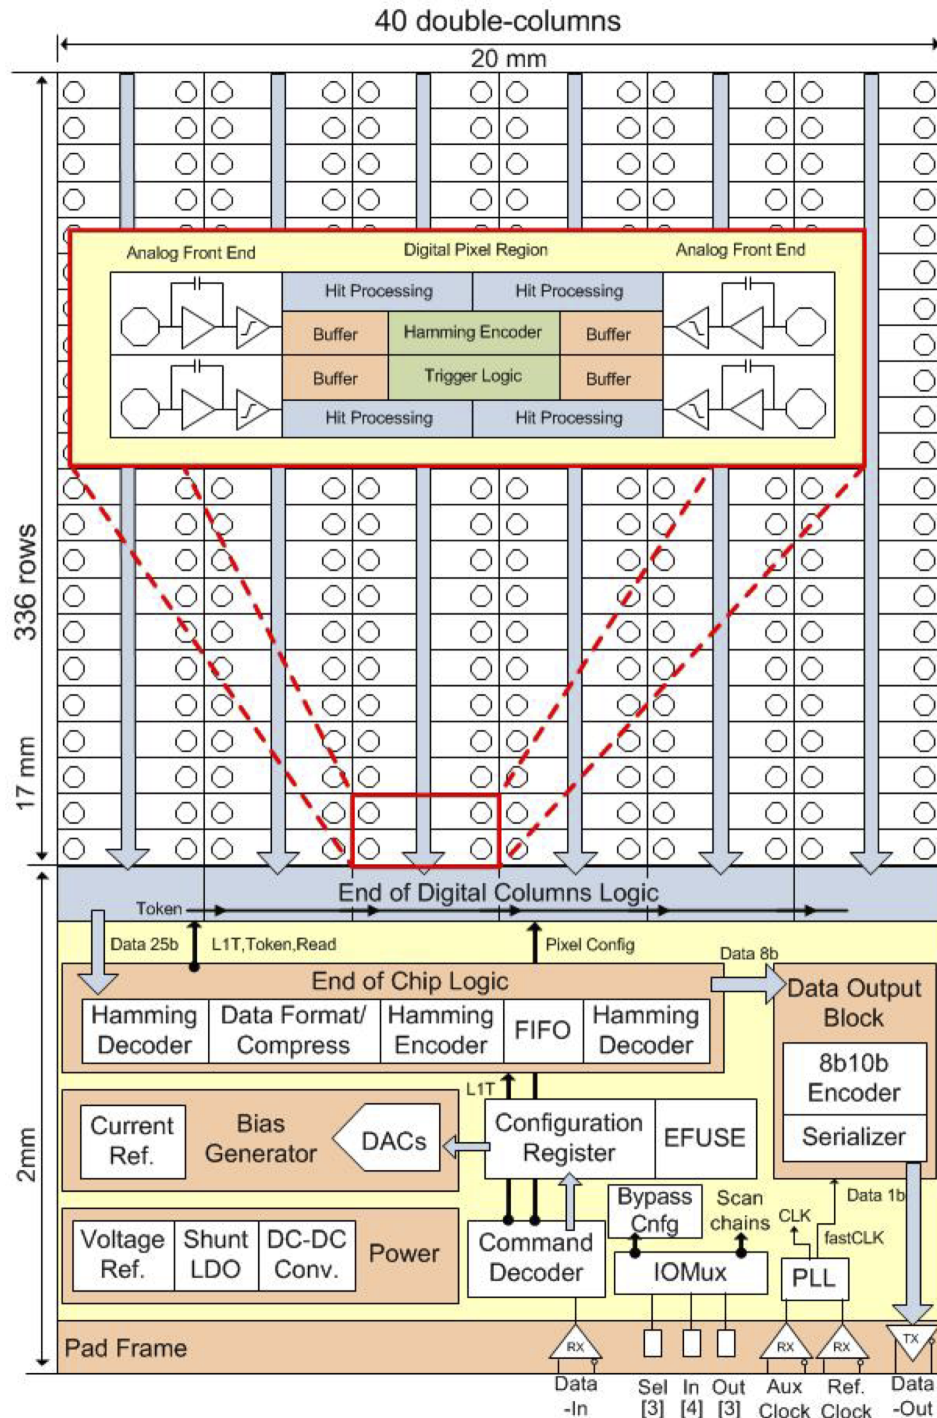 40 double-columns
20 mm
336 rows
17 mm
Analog Front End
Digital Pixel Region
Analog Front End
Hit Processing
Hit Processing
Buffer
Hamming Encoder
Buffer
Buffer
Trigger Logic
Buffer
Hit Processing
Hit Processing
2mm
End of Digital Columns Logic
Token
Data 25b
L1T,Token,Read
Pixel Config
Data 8b
End of Chip Logic
Hamming
Decoder
Data Format/
Compress
Hamming
Encoder
FIFO
Hamming
Decoder
Data Output
Block
8b10b
Encoder
Serializer
L1T
Current
Ref.
Bias
Generator
DACs
Configuration
Register
EFUSE
Data 1b
Bypass
Cnfg
Scan
chains
CLK
fastCLK
Voltage
Ref.
Shunt
LDO
DC-DC
Conv.
Power
Command
Decoder
IOMux
PLL
Pad Frame
RX
RX
RX
TX
Data
-In
Sel
[3]
In
[4]
Out
[3]
Aux
Clock
Ref.
Clock
Data
-Out